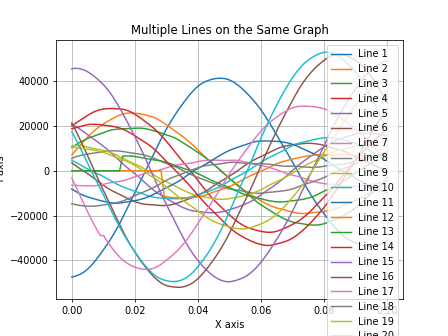 Multiple Lines on the Same Graph
40000
20000
0
−20000
−40000
0.00
0.02
0.04
0.06
X axis
Line 1
Line 2
Line 3
Line 4
Line 5
Line 6
Line 7
Line 8
Line 9
Line 10
Line 11
Line 12
Line 13
Line 14
Line 15
Line 16
Line 17
Line 18
Line 19
Line 20